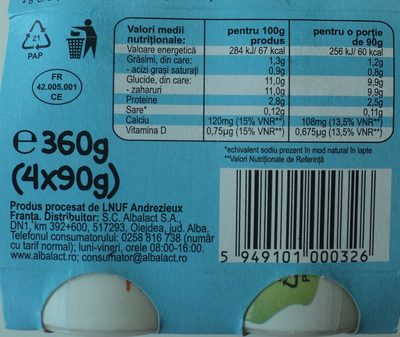 21
PAP
FR
42.005.001
CE
Valori medii nutriționale: pentru 100g produs pentru o porție de 90g
Valoare energetică 284 kJ/ 67 kcal 256 kJ/ 60 kcal
Grăsimi, din care: 1,3g 1,2g
- acizi grași saturați 0,9g 0,8g
Glucide, din care: 11,0g 9,9g
- zaharuri 11,0g 9,9g
Proteine 2,8g 2,5g
Sare* 0,12g 0,11g
Calciu 120mg (15% VNR**) 108mg (13,5% VNR**)
Vitamina D 0,75µg (15% VNR**) 0,675µg (13,5% VNR**)
*echivalent sodiu prezent în mod natural în lapte
**Valori Nutriționale de Referință
e 360g
(4x90g)
Produs procesat de LNUF Andrezieux
Franța. Distribuitor: S.C. Albalact S.A.,
DN1, km 392+600, 517293, Oiejdea, jud. Alba.
Telefonul consumatorului: 0258 816 738 (număr
cu tarif normal); luni-vineri, orele 08:00-16:00.
www.albalact.ro; consumator@albalact.ro
5 949101 000326